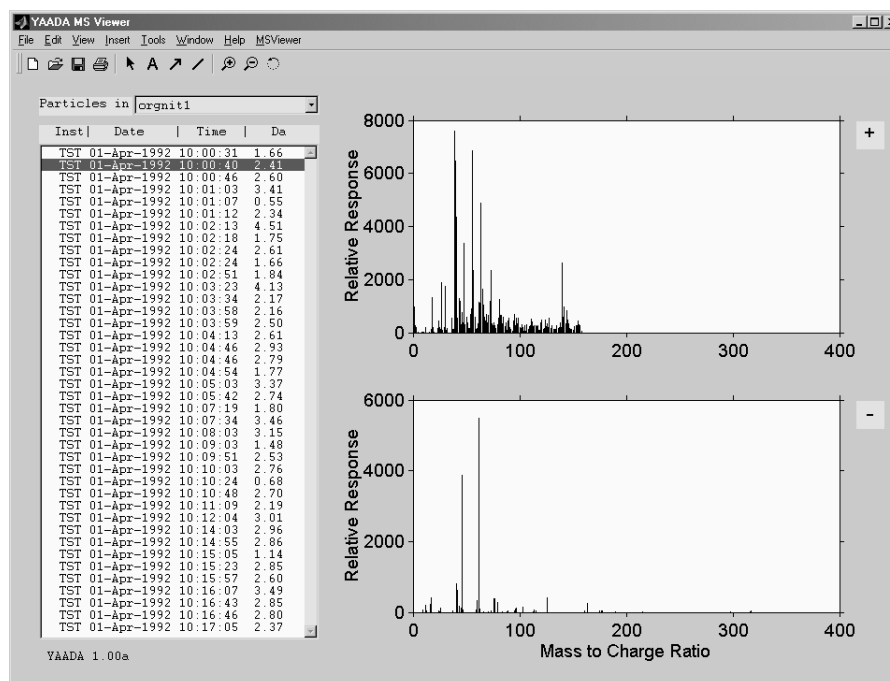 YAADA MS Viewer
File Edit View Insert Tools Window Help MSViewer
A
Particles in orgnit1
Inst| Date | Time | Da
TST 01-Apr-1992 10:00:31 1.66
TST 01-Apr-1992 10:00:40 2.41
TST 01-Apr-1992 10:00:46 2.60
TST 01-Apr-1992 10:01:03 3.41
TST 01-Apr-1992 10:01:07 0.55
TST 01-Apr-1992 10:01:12 2.34
TST 01-Apr-1992 10:02:13 4.51
TST 01-Apr-1992 10:02:18 1.75
TST 01-Apr-1992 10:02:24 2.61
TST 01-Apr-1992 10:02:24 1.66
TST 01-Apr-1992 10:02:51 1.84
TST 01-Apr-1992 10:03:23 4.13
TST 01-Apr-1992 10:03:34 2.17
TST 01-Apr-1992 10:03:58 2.16
TST 01-Apr-1992 10:03:59 2.50
TST 01-Apr-1992 10:04:13 2.61
TST 01-Apr-1992 10:04:46 2.93
TST 01-Apr-1992 10:04:46 2.79
TST 01-Apr-1992 10:04:54 1.77
TST 01-Apr-1992 10:05:03 3.37
TST 01-Apr-1992 10:05:42 2.74
TST 01-Apr-1992 10:07:19 1.80
TST 01-Apr-1992 10:07:34 3.46
TST 01-Apr-1992 10:08:03 3.15
TST 01-Apr-1992 10:09:03 1.48
TST 01-Apr-1992 10:09:51 2.53
TST 01-Apr-1992 10:10:03 2.76
TST 01-Apr-1992 10:10:24 0.68
TST 01-Apr-1992 10:10:48 2.70
TST 01-Apr-1992 10:11:09 2.19
TST 01-Apr-1992 10:12:04 3.01
TST 01-Apr-1992 10:14:03 2.96
TST 01-Apr-1992 10:14:55 2.86
TST 01-Apr-1992 10:15:05 1.14
TST 01-Apr-1992 10:15:23 2.85
TST 01-Apr-1992 10:15:57 2.60
TST 01-Apr-1992 10:16:07 3.49
TST 01-Apr-1992 10:16:43 2.85
TST 01-Apr-1992 10:16:46 2.80
TST 01-Apr-1992 10:17:05 2.37
YAADA 1.00a
Relative Response
8000
6000
4000
2000
0
0 100 200 300 400
+
Relative Response
6000
4000
2000
0
0 100 200 300 400
Mass to Charge Ratio
-